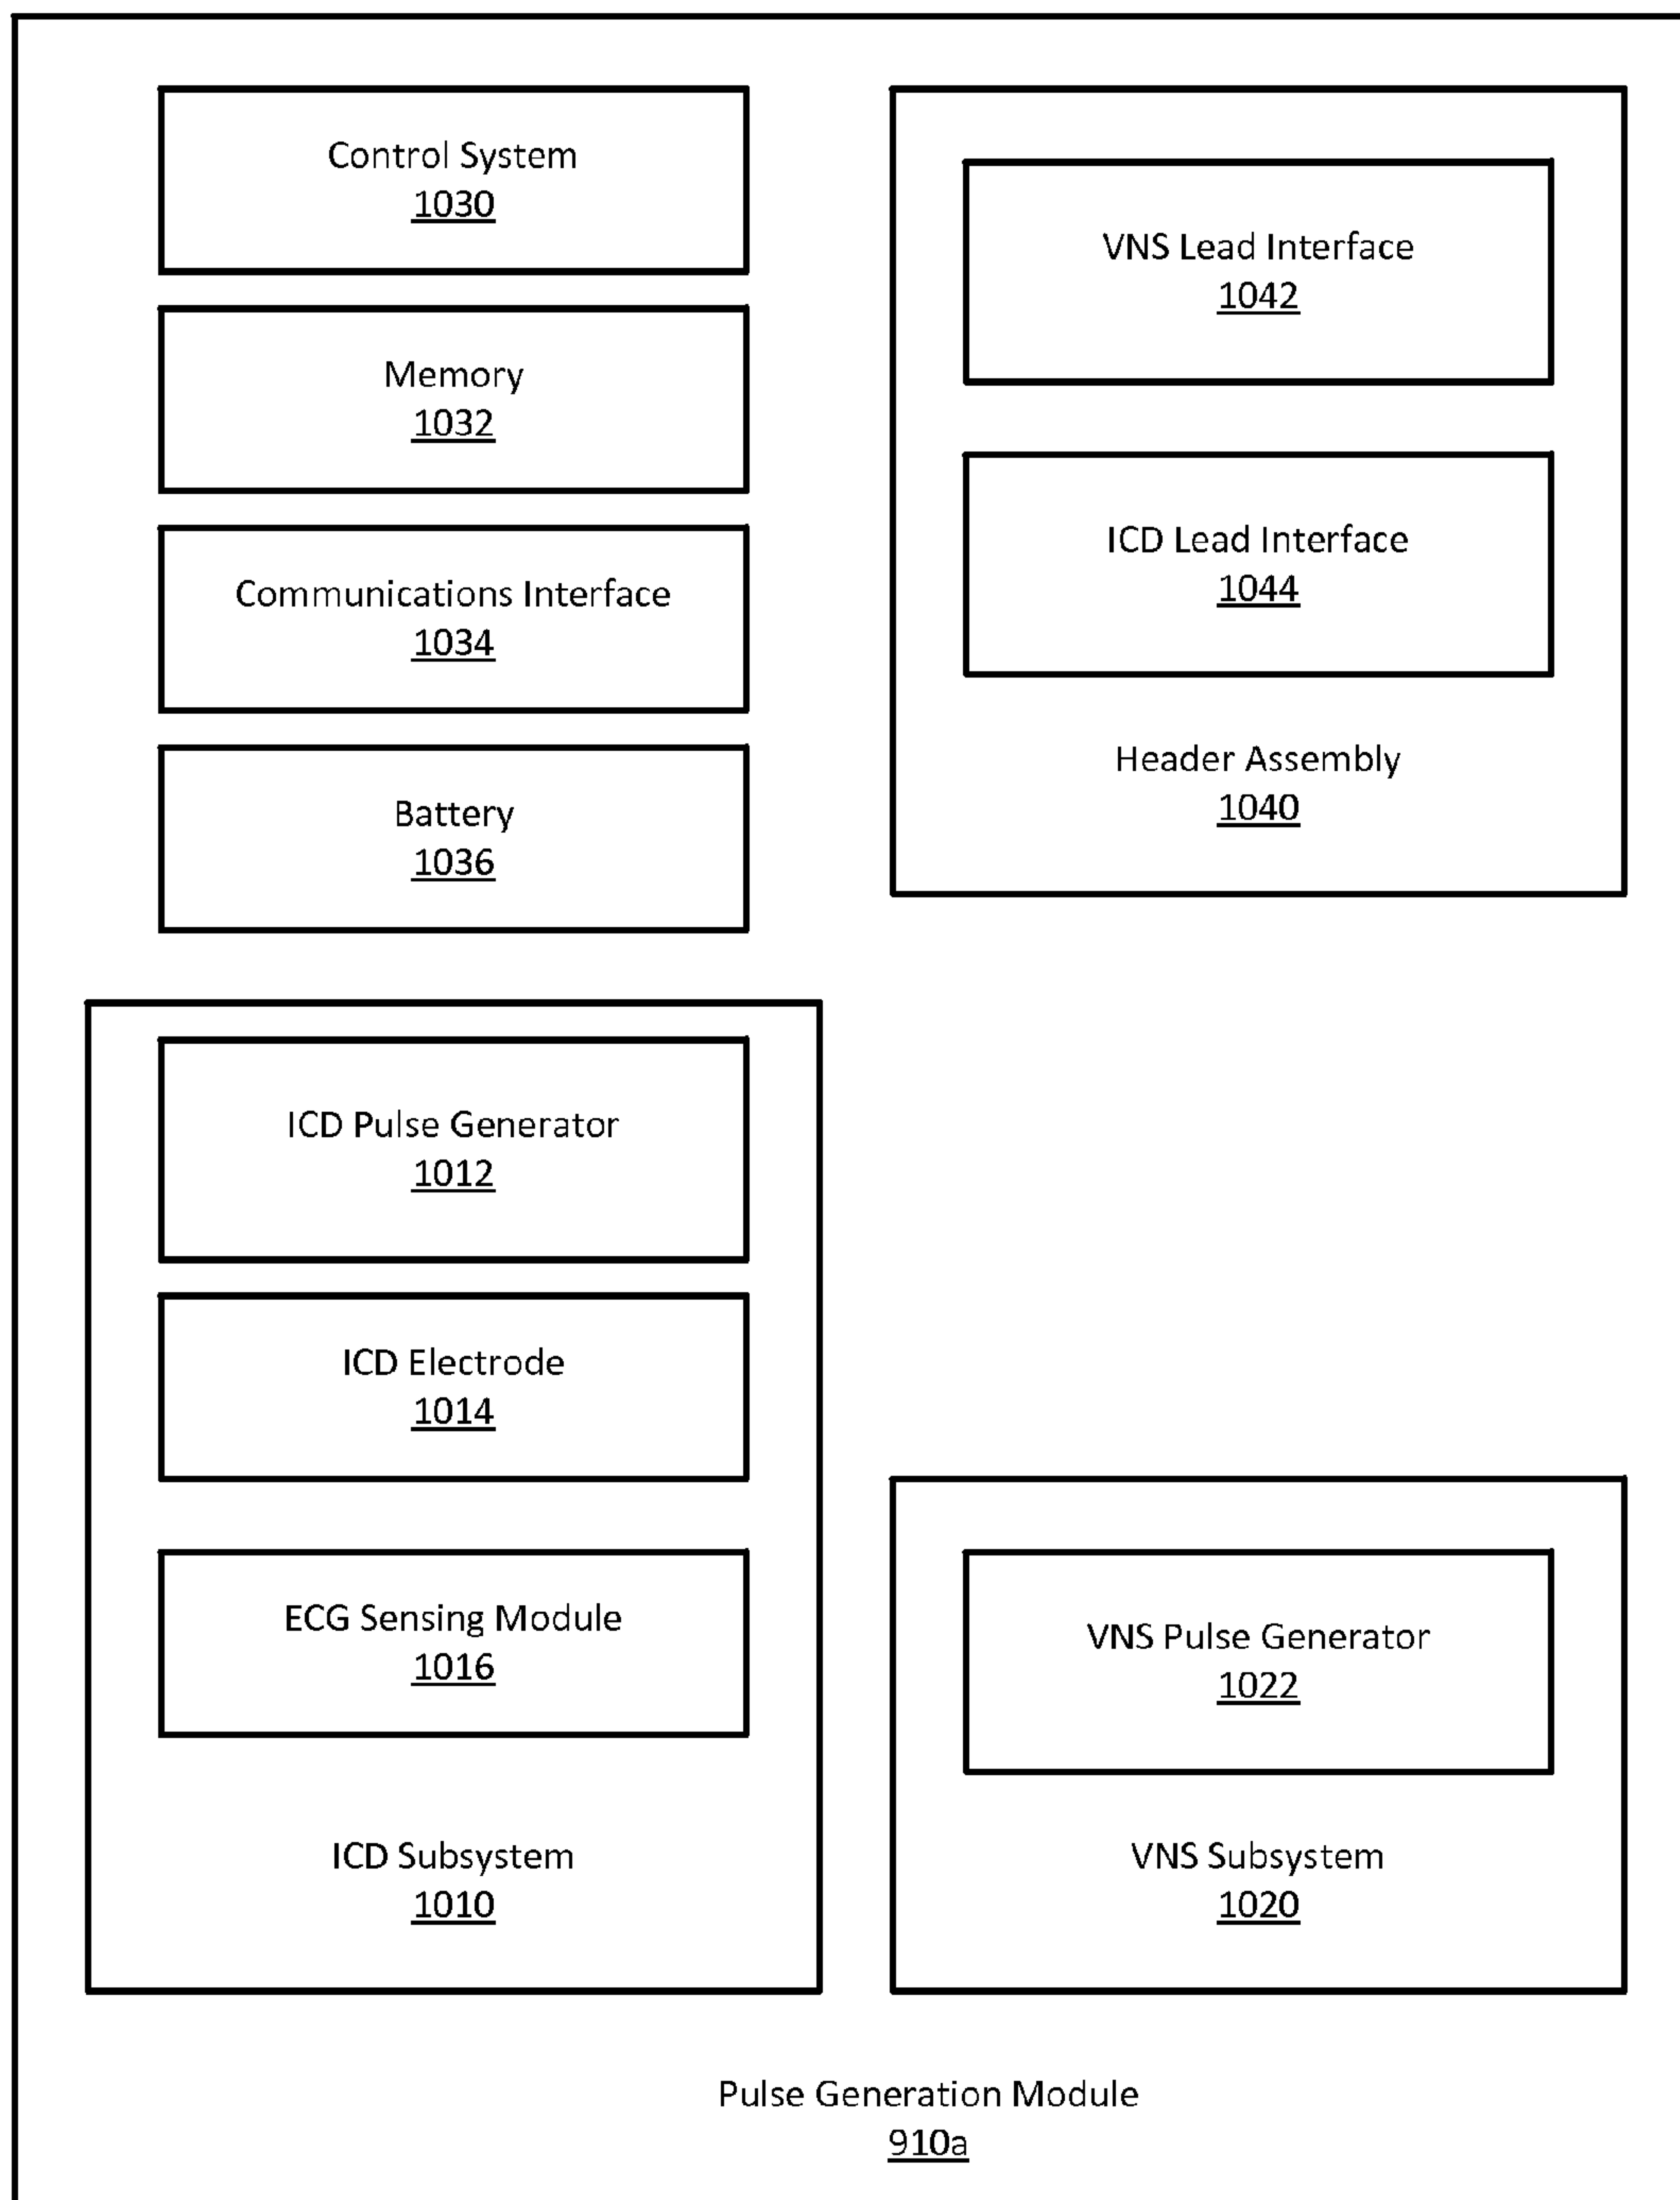 Control System
1030
Memory
1032
Communications Interface
1034
Battery
1036
VNS Lead Interface
1042
ICD Lead Interface
1044
Header Assembly
1040
ICD Pulse Generator
1012
ICD Electrode
1014
ECG Sensing Module
1016
ICD Subsystem
1010
VNS Pulse Generator
1022
VNS Subsystem
1020
Pulse Generation Module
910a